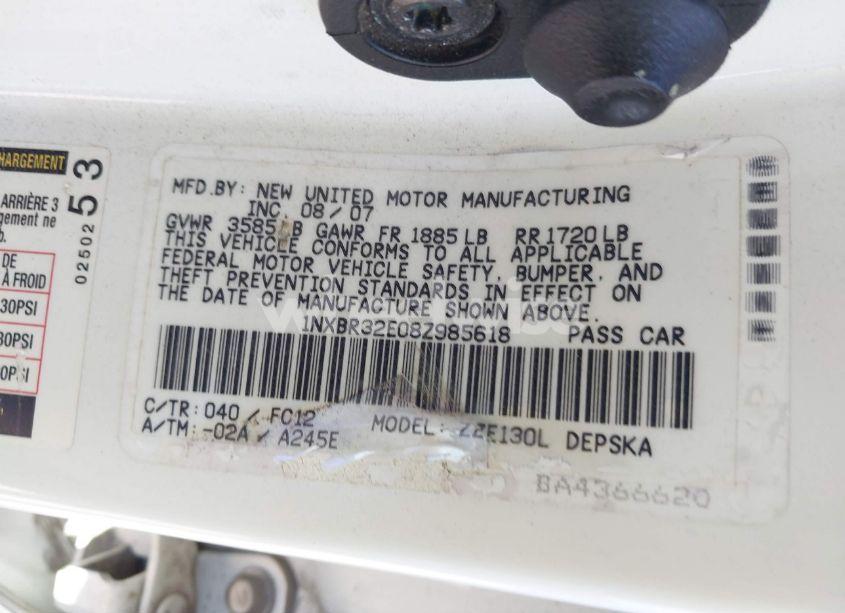 HARGEMENT
ARRIÈRE 3
gement ne
b.
DE
À FROID
30PSI
30PSI
0PSI
02502 53
MFD.BY: NEW UNITED MOTOR MANUFACTURING
INC. 08/07
GVWR 3585LB GAWR FR 1885LB RR1720LB
THIS VEHICLE CONFORMS TO ALL APPLICABLE
FEDERAL MOTOR VEHICLE SAFETY, BUMPER, AND
THEFT PREVENTION STANDARDS IN EFFECT ON
THE DATE OF MANUFACTURE SHOWN ABOVE.
1NXBR32E08Z985618 PASS CAR
C/TR: 040 / FC12 MODEL: ZZE130L DEPSKA
A/TM: -02A / A245E
BA4366620